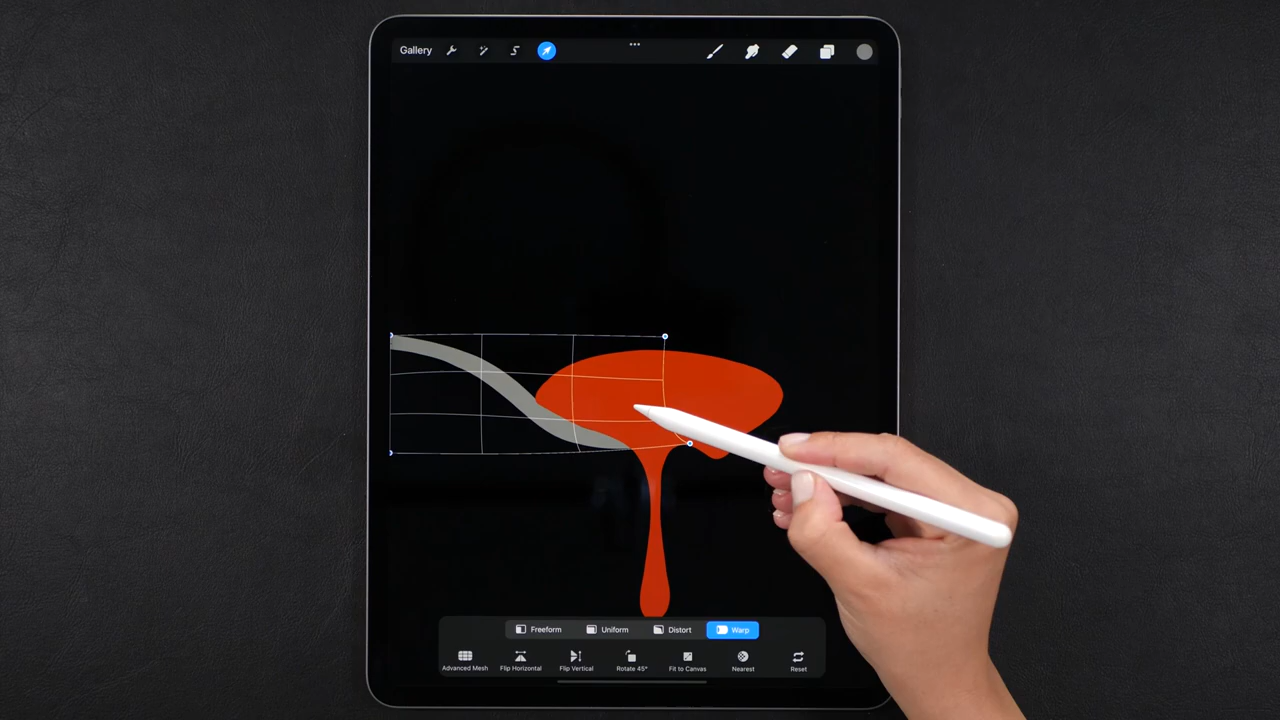 Gallery
Freeform Uniform Distort Warp
Advanced Mesh Flip Horizontal Flip Vertical Rotate 45° Fit to Canvas Nearest Reset